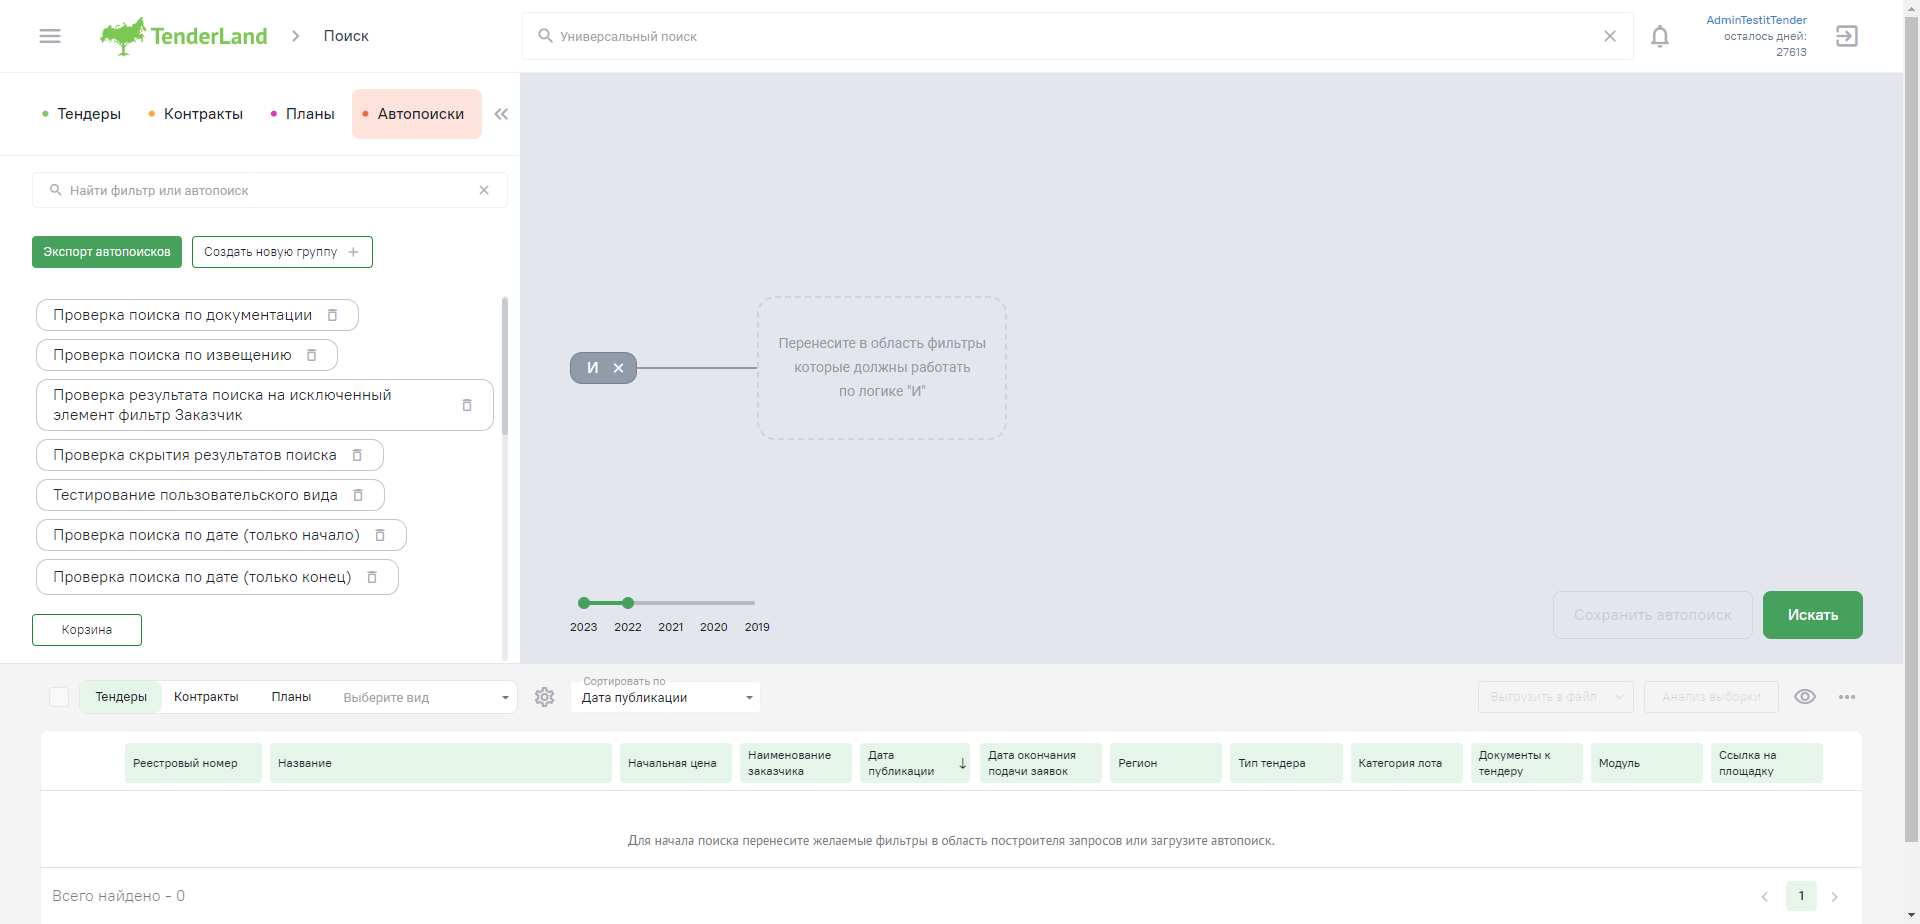 TenderLand
Поиск
Универсальный поиск
AdminTestitTender
осталось дней:
27613
Тендеры
Контракты
Планы
Автопоиски
Найти фильтр или автопоиск
Экспорт автопоисков
Создать новую группу
Проверка поиска по документации
Проверка поиска по извещению
Проверка результата поиска на исключенный
элемент фильтр Заказчик
Проверка скрытия результатов поиска
Тестирование пользовательского вида
Проверка поиска по дате (только начало)
Проверка поиска по дате (только конец)
Корзина
И
Перенесите в область фильтры
которые должны работать
по логике "И"
2023
2022
2021
2020
2019
Сохранить автопоиск
Искать
Тендеры
Контракты
Планы
Выберите вид
Сортировать по
Дата публикации
Выгрузить в файл
Анализ выборки
Реестровый номер
Название
Начальная цена
Наименование
заказчика
Дата
публикации
Дата окончания
подачи заявок
Регион
Тип тендера
Категория лота
Документы к
тендеру
Модуль
Ссылка на
площадку
Для начала поиска перенесите желаемые фильтры в область построителя запросов или загрузите автопоиск.
Всего найдено - 0
1